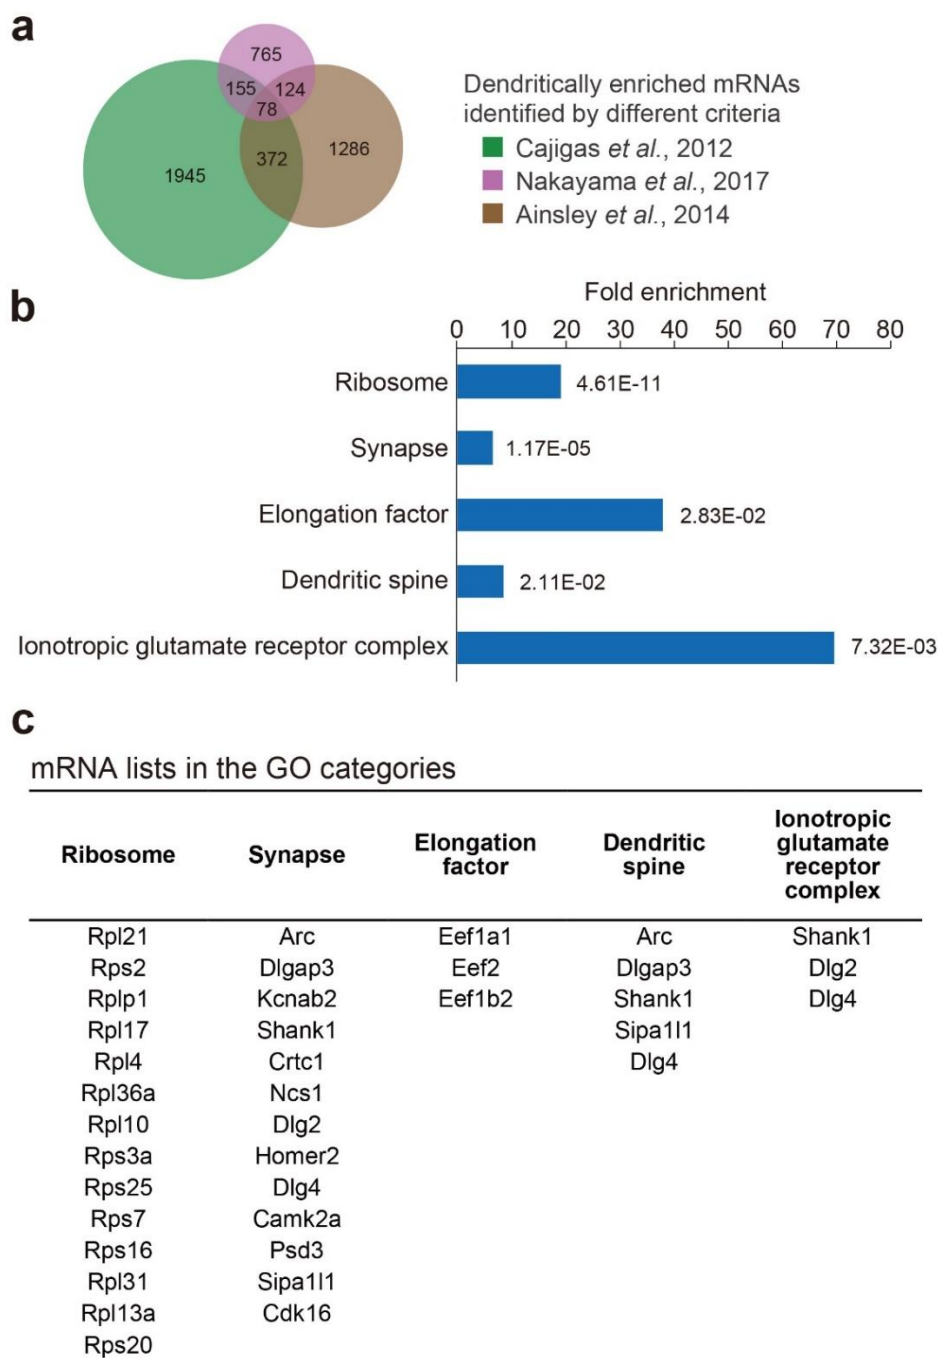 a
765
155 124
78
1945
372
1286
Dendritically enriched mRNAs
identified by different criteria
Cajigas et al., 2012
Nakayama et al., 2017
Ainsley et al., 2014
b
Fold enrichment
0 10 20 30 40 50 60 70 80
Ribosome 4.61E-11
Synapse 1.17E-05
Elongation factor 2.83E-02
Dendritic spine 2.11E-02
Ionotropic glutamate receptor complex 7.32E-03
c
mRNA lists in the GO categories
Ribosome Synapse Elongation factor Dendritic spine Ionotropic glutamate receptor complex
Rpl21 Arc Eef1a1 Arc Shank1
Rps2 Dlgap3 Eef2 Dlgap3 Dlg2
Rplp1 Kcnab2 Eef1b2 Shank1 Dlg4
Rpl17 Shank1 Sipa1l1
Rpl4 Crtc1 Dlg4
Rpl36a Ncs1
Rpl10 Dlg2
Rps3a Homer2
Rps25 Dlg4
Rps7 Camk2a
Rps16 Psd3
Rpl31 Sipa1l1
Rpl13a Cdk16
Rps20